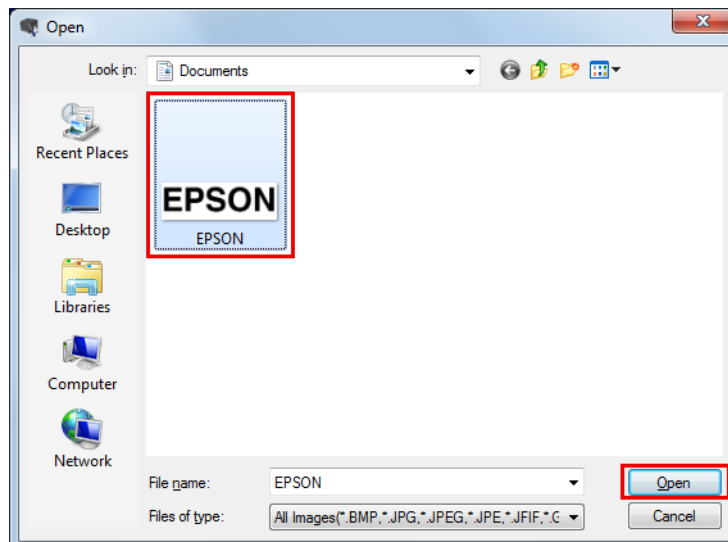 Open
Look in:
Documents
Recent Places
Desktop
Libraries
Computer
Network
EPSON
EPSON
File name:
EPSON
Open
Files of type:
All Images(*.BMP,*.JPG,*.JPEG,*.JPE,*.JFIF,*.G
Cancel